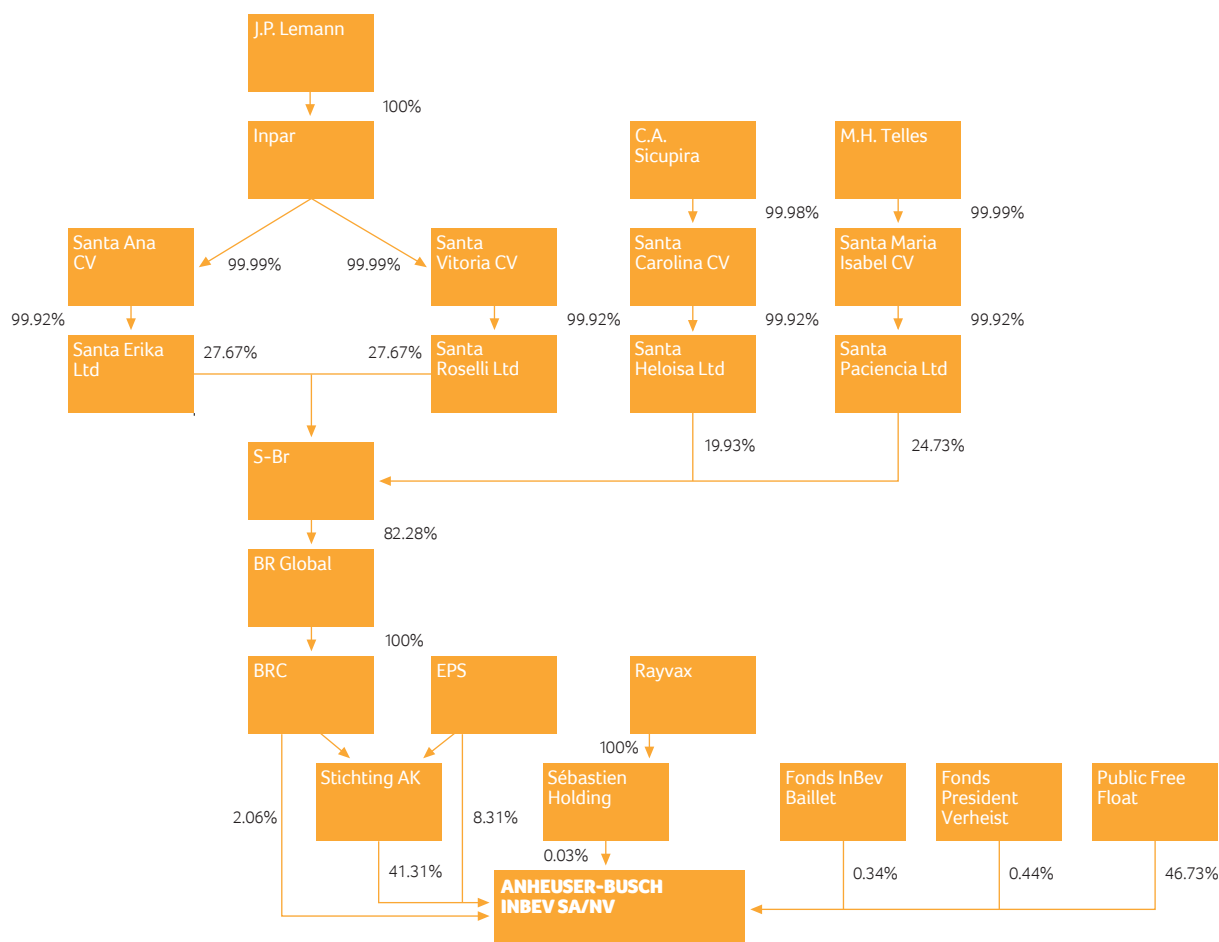 J.P. Lemann
100%
Inpar
C.A.
Sicupira
M.H. Telles
99.98%
99.99%
Santa Ana
CV
99.99%
99.99%
Santa
Vitoria CV
Santa
Carolina CV
Santa Maria
Isabel CV
99.92%
99.92%
99.92%
99.92%
Santa Erika
Ltd
27.67%
27.67%
Santa
Roselli Ltd
Santa
Heloisa Ltd
Santa
Paciencia Ltd
19.93%
24.73%
S-Br
82.28%
BR Global
100%
BRC
EPS
Rayvax
100%
Stichting AK
Sébastien
Holding
Fonds InBev
Baillet
Fonds
President
Verheist
Public Free
Float
2.06%
8.31%
41.31%
0.03%
0.34%
0.44%
46.73%
ANHEUSER-BUSCH
INBEV SA/NV